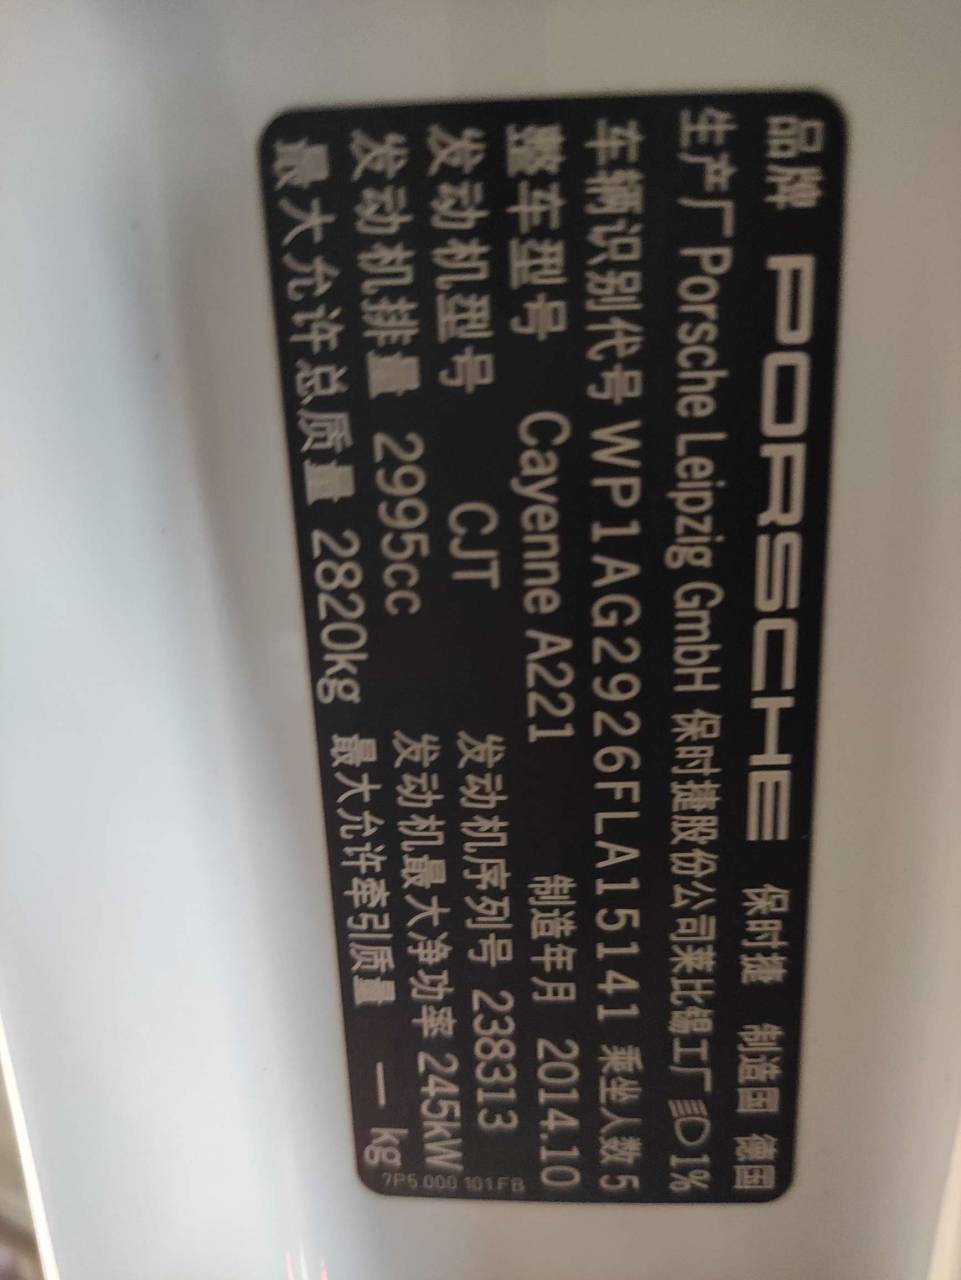 品牌 PORSCHE 保时捷 制造国 德国
生产厂 Porsche Leipzig GmbH 保时捷股份公司莱比锡工厂 1%
车辆识别代号 WP1AG2926FLA15141 乘坐人数 5
整车型号 Cayenne A221 制造年月 2014.10
发动机型号 CJT 发动机序列号 238313
发动机排量 2995cc 发动机最大净功率 245kW
最大允许总质量 2820kg 最大允许牵引质量 — kg
7P5.000 101 FB